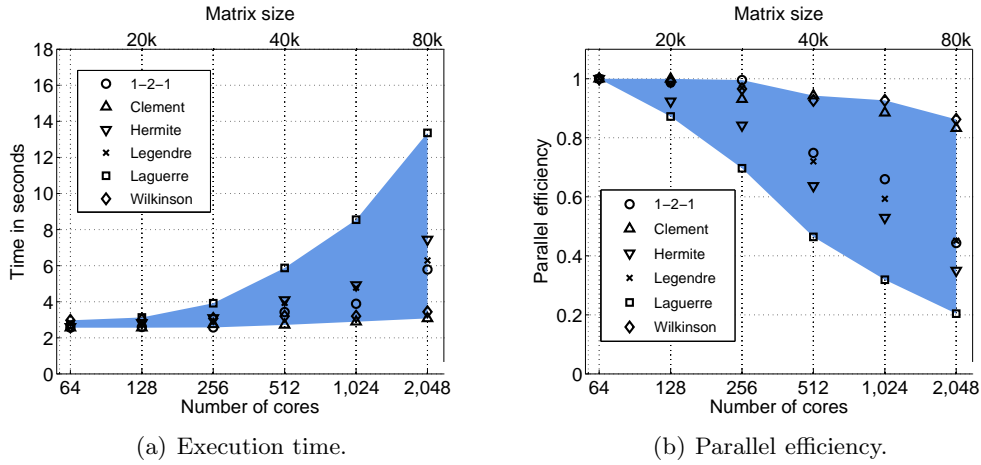 Matrix size
20k 40k 80k
18
16
14
12
10
8
6
4
2
0
Time in seconds
1−2−1
Clement
Hermite
Legendre
Laguerre
Wilkinson
64 128 256 512 1,024 2,048
Number of cores
(a) Execution time.
Matrix size
20k 40k 80k
1
0.8
0.6
0.4
0.2
0
Parallel efficiency
1−2−1
Clement
Hermite
Legendre
Laguerre
Wilkinson
64 128 256 512 1,024 2,048
Number of cores
(b) Parallel efficiency.